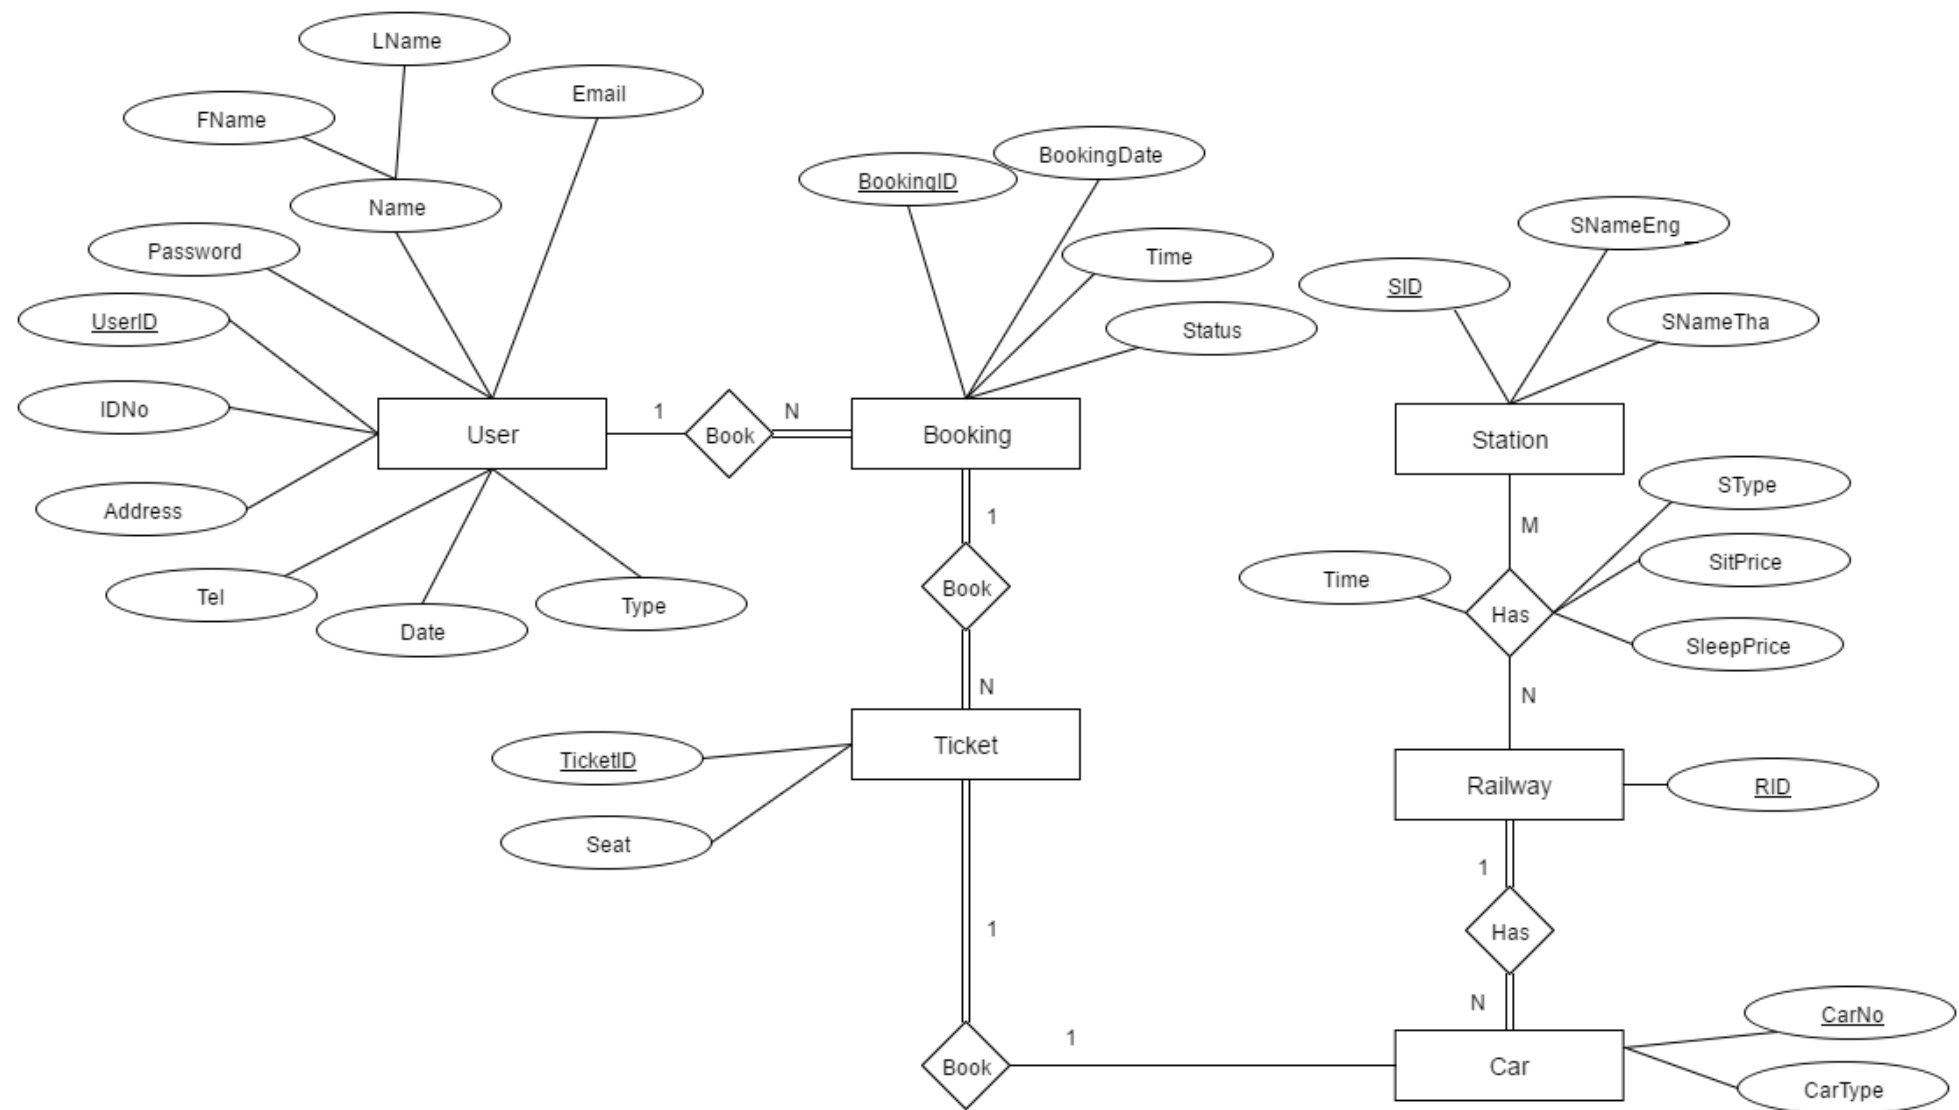 LName
Email
FName
BookingDate
BookingID
Name
SNameEng_
Password
Time
SID
UserID
Status
SNameTha
IDNo
1
N
User
Book
Booking
Station
SType
Address
1
M
SitPrice
Time
Book
Tel
Type
Has
Date
SleepPrice
N
N
Ticket
TicketID
Railway
RID
Seat
1
1
Has
N
CarNo
1
Book
Car
CarType